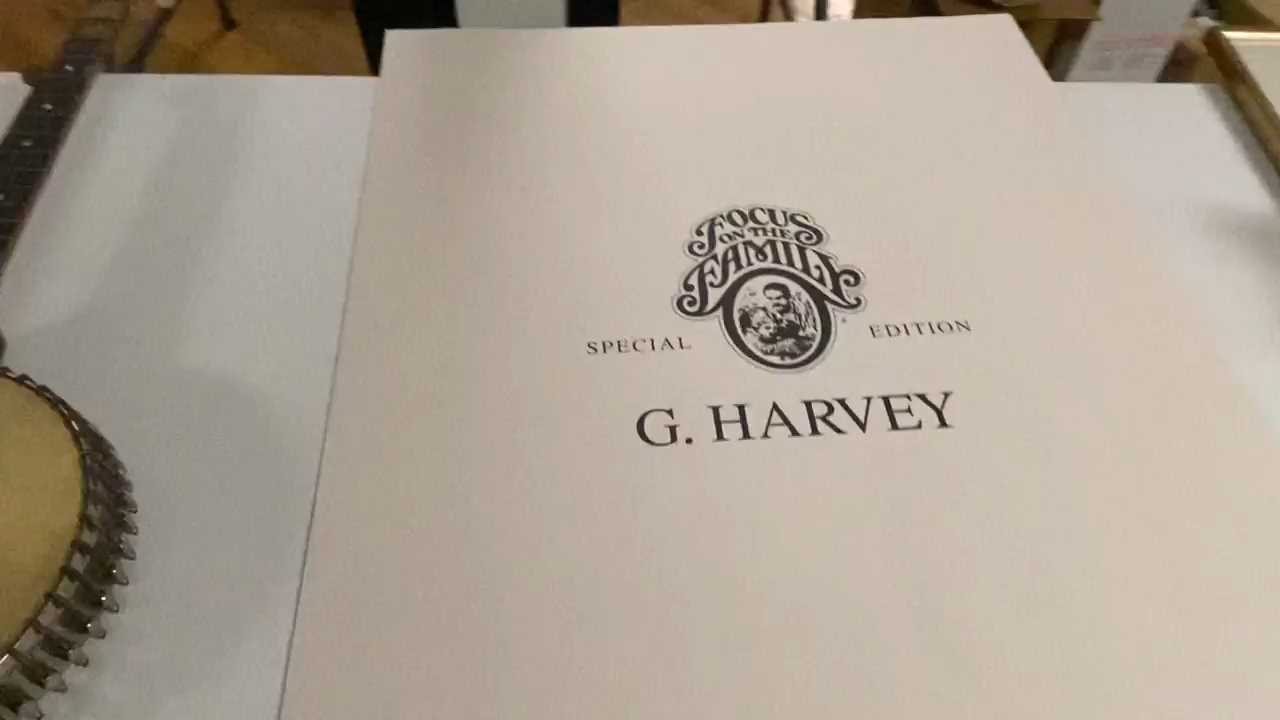 FOCUS
ON THE
FAMILY
SPECIAL EDITION
G. HARVEY